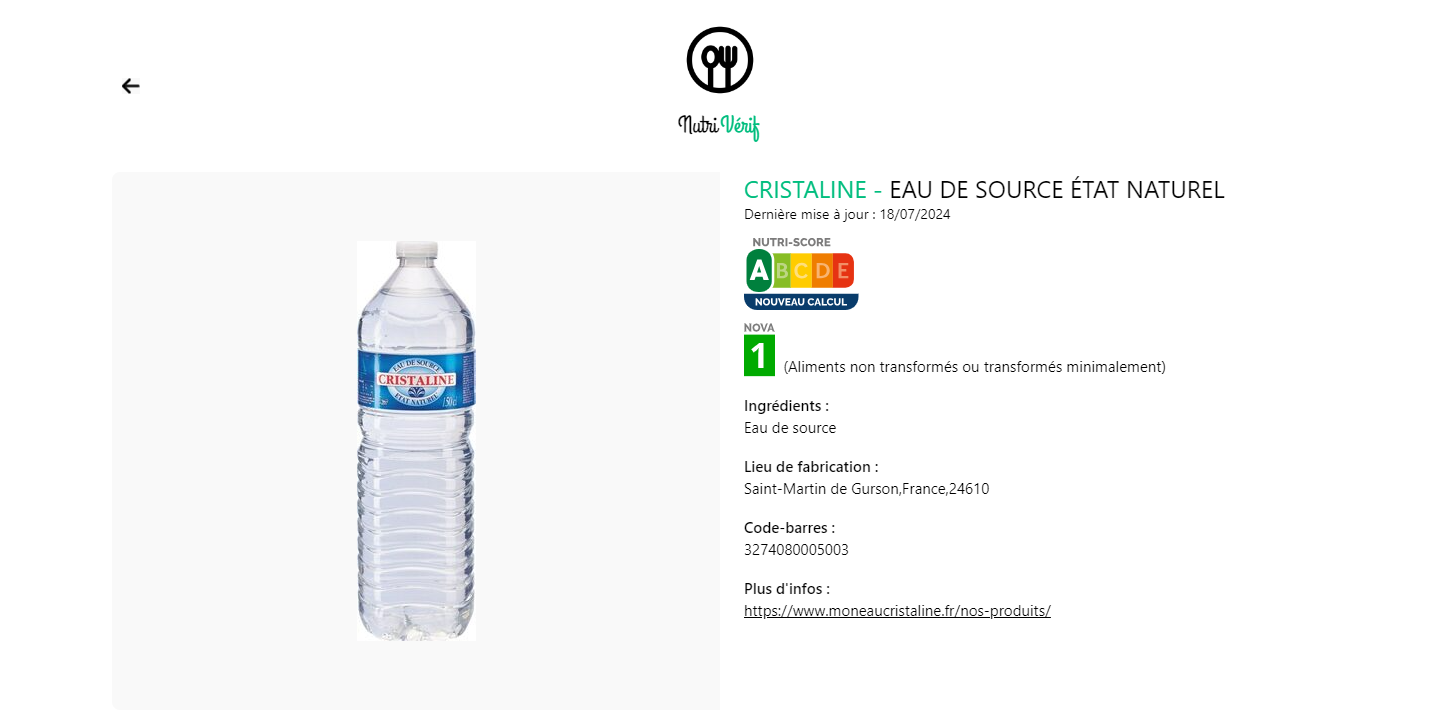 Nutri Vérif
CRISTALINE - EAU DE SOURCE ÉTAT NATUREL
Dernière mise à jour : 18/07/2024
NUTRI-SCORE
A B C D E
NOUVEAU CALCUL
NOVA
1
(Aliments non transformés ou transformés minimalement)
Ingrédients :
Eau de source
Lieu de fabrication :
Saint-Martin de Gurson,France,24610
Code-barres :
3274080005003
Plus d'infos :
https://www.moneaucristaline.fr/nos-produits/
EAU DE SOURCE
CRISTALINE
ETAT NATUREL